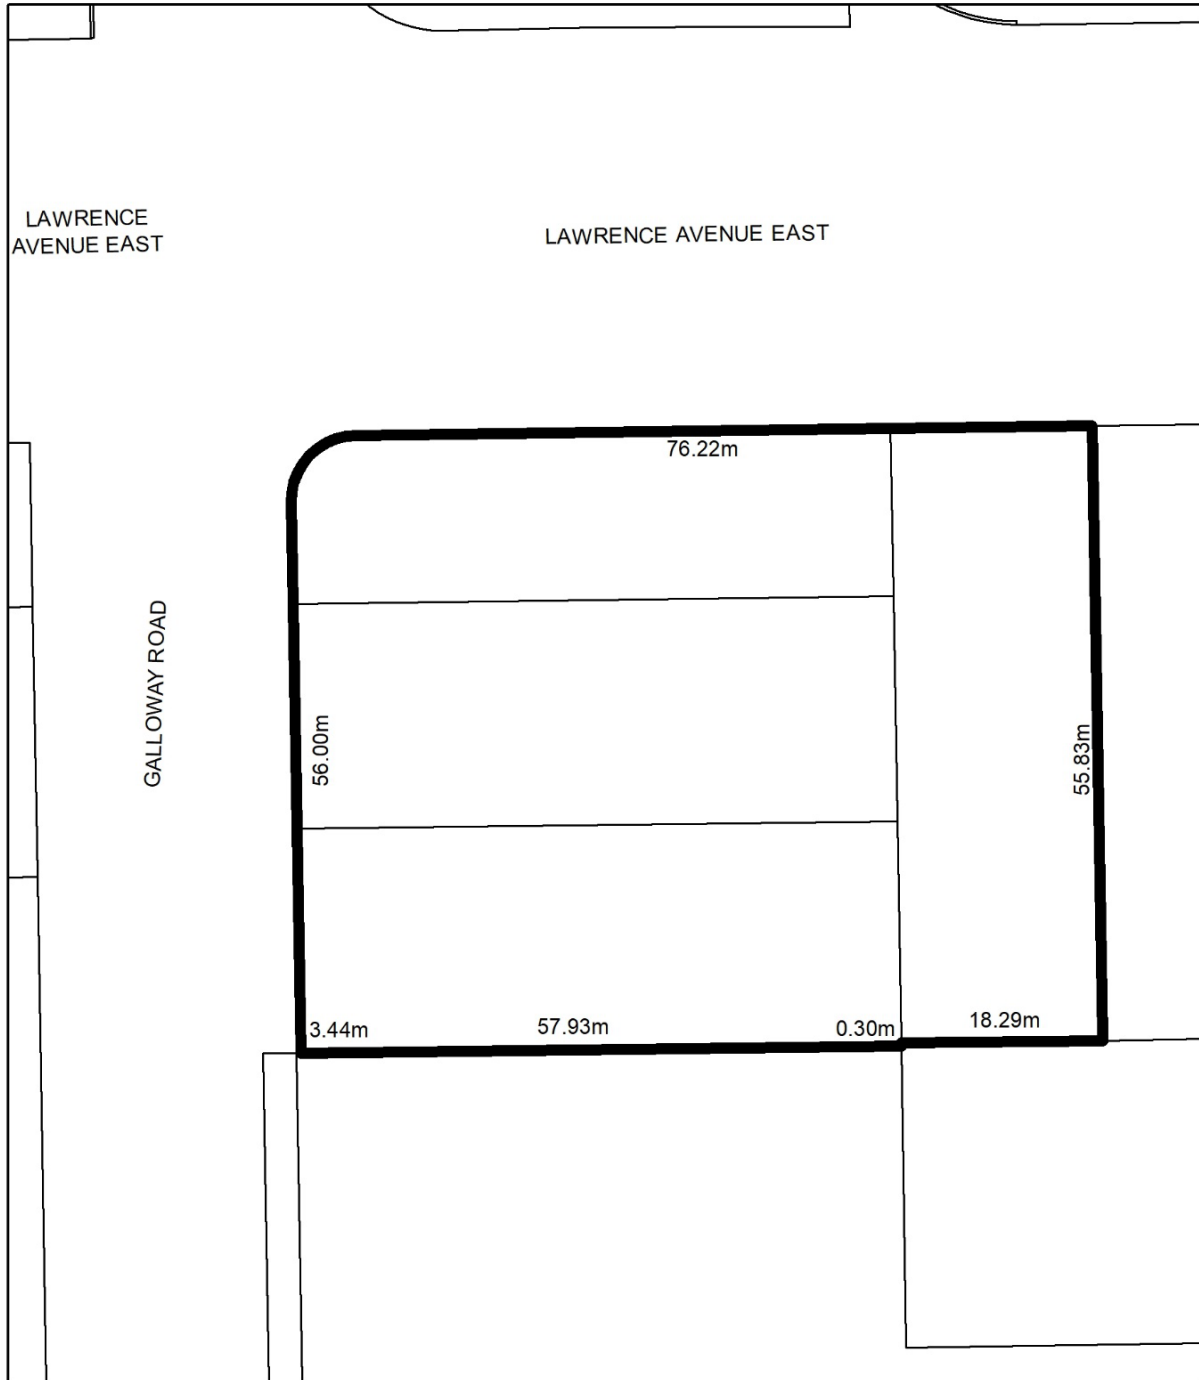 LAWRENCE
AVENUE EAST
LAWRENCE AVENUE EAST
76.22m
GALLOWAY ROAD
56.00m
55.83m
3.44m
57.93m
0.30m
18.29m